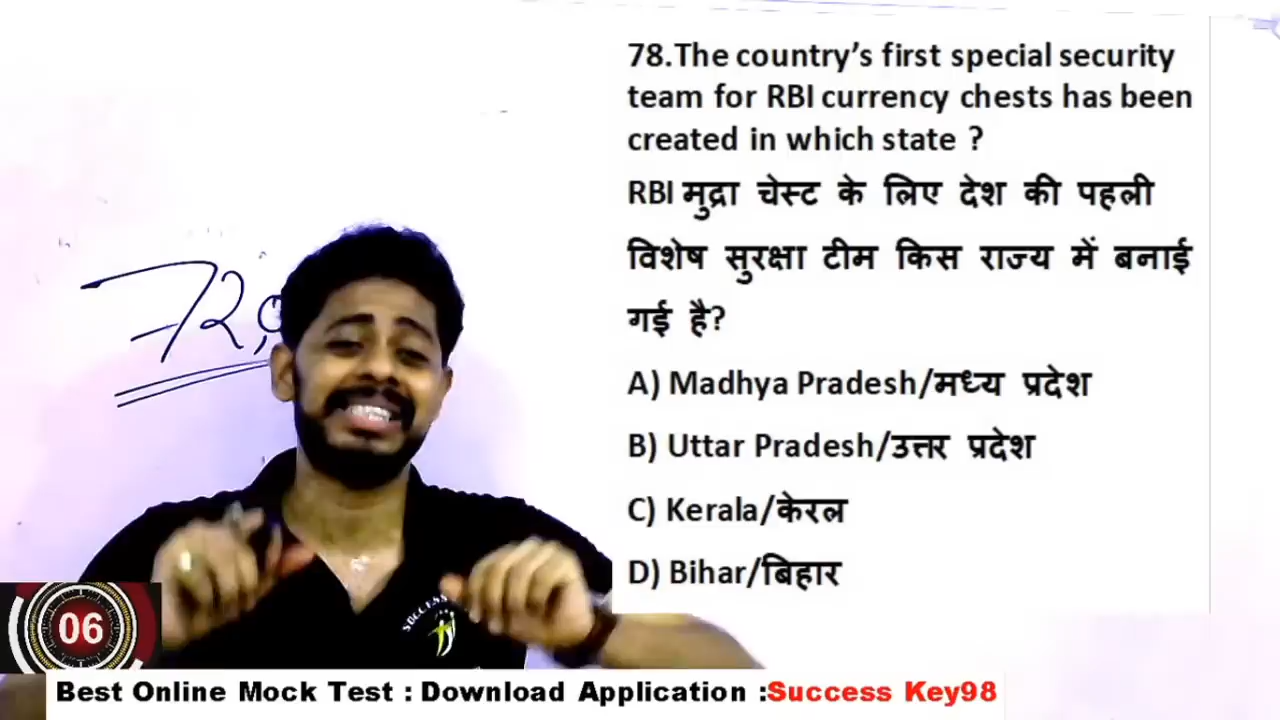 78.The country's first special security
team for RBI currency chests has been
created in which state ?
RBI मुद्रा चेस्ट के लिए देश की पहली
विशेष सुरक्षा टीम किस राज्य में बनाई
गई है?
A) Madhya Pradesh/मध्य प्रदेश
B) Uttar Pradesh/उत्तर प्रदेश
C) Kerala/केरल
D) Bihar/बिहार
SUCCESS
06
Best Online Mock Test : Download Application :Success Key98